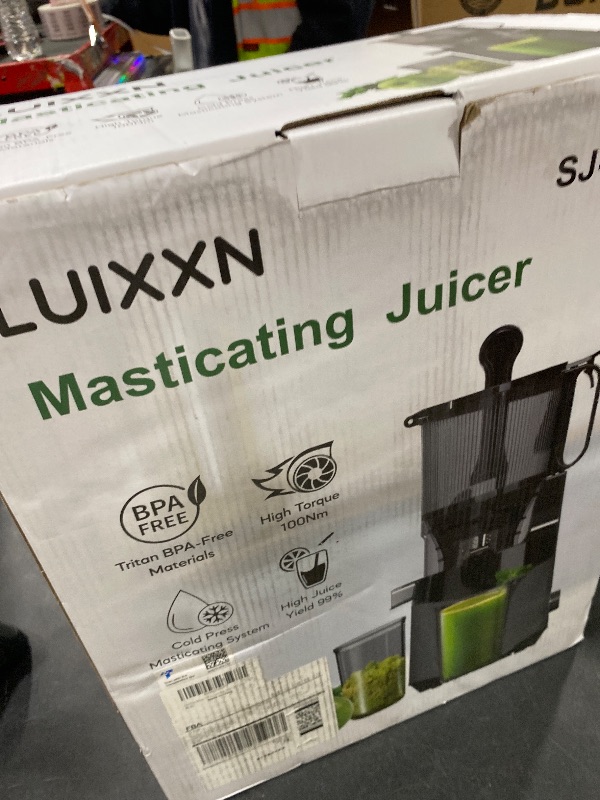 LUIXXN
Masticating Juicer
SJ-
BPA
FREE
Tritan BPA-Free
Materials
High Torque
100Nm
Cold Press
Masticating System
High Juice
Yield 99%
FBA